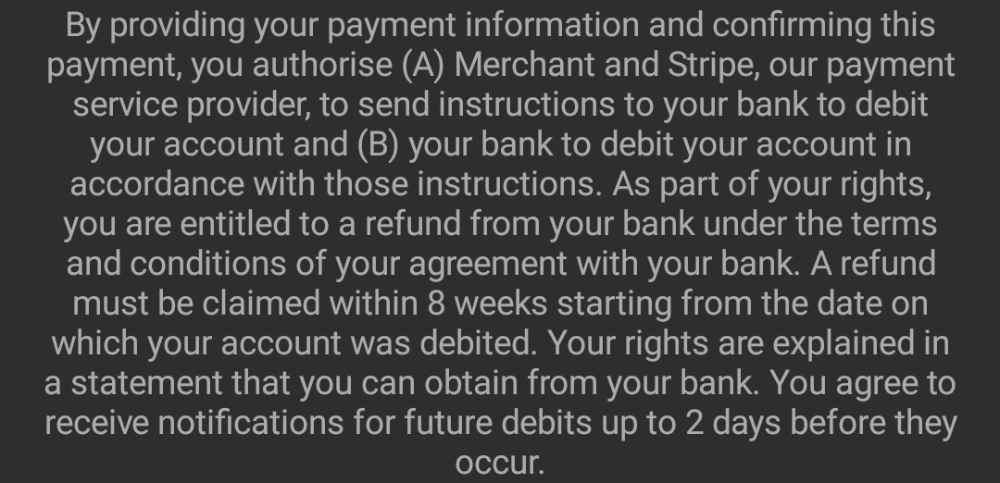 By providing your payment information and confirming this
payment, you authorise (A) Merchant and Stripe, our payment
service provider, to send instructions to your bank to debit
your account and (B) your bank to debit your account in
accordance with those instructions. As part of your rights,
you are entitled to a refund from your bank under the terms
and conditions of your agreement with your bank. A refund
must be claimed within 8 weeks starting from the date on
which your account was debited. Your rights are explained in
a statement that you can obtain from your bank. You agree to
receive notifications for future debits up to 2 days before they
occur.